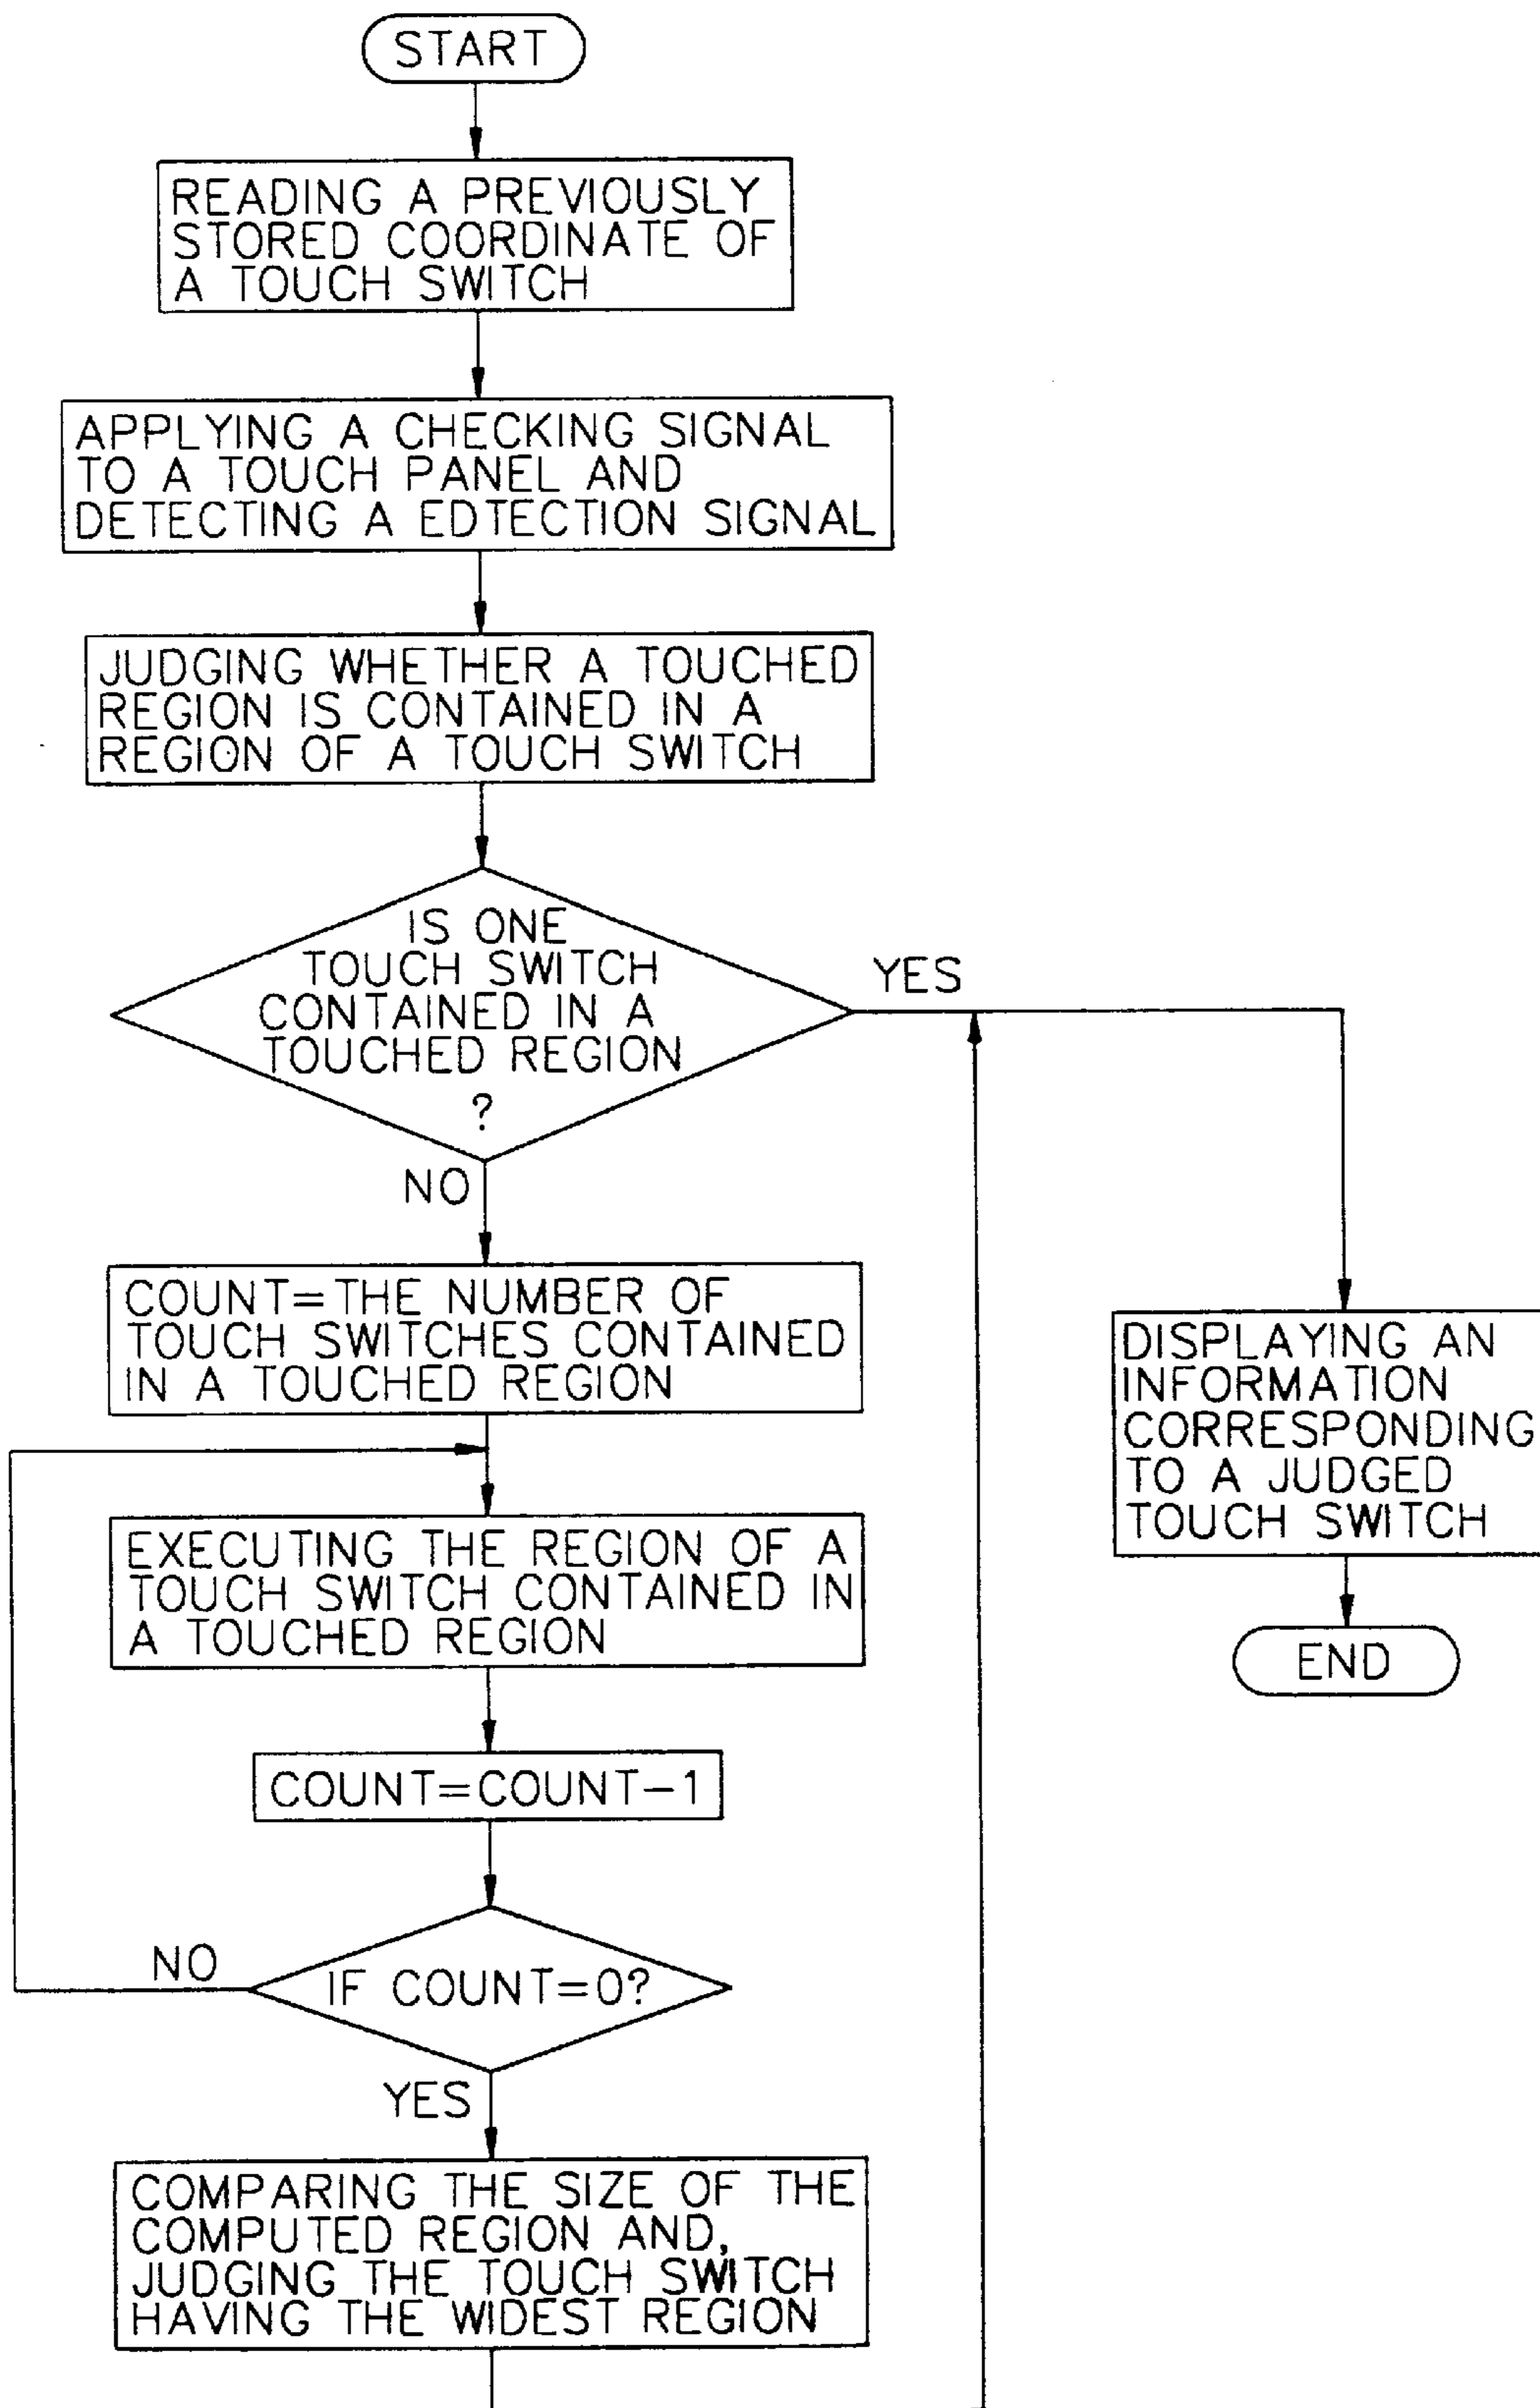 START
READING A PREVIOUSLY
STORED COORDINATE OF
A TOUCH SWITCH
APPLYING A CHECKING SIGNAL
TO A TOUCH PANEL AND
DETECTING A EDTECTION SIGNAL
JUDGING WHETHER A TOUCHED
REGION IS CONTAINED IN A
REGION OF A TOUCH SWITCH
IS ONE
TOUCH SWITCH
CONTAINED IN A
TOUCHED REGION
?
YES
NO
COUNT=THE NUMBER OF
TOUCH SWITCHES CONTAINED
IN A TOUCHED REGION
EXECUTING THE REGION OF A
TOUCH SWITCH CONTAINED IN
A TOUCHED REGION
COUNT=COUNT-1
IF COUNT=0?
NO
YES
COMPARING THE SIZE OF THE
COMPUTED REGION AND,
JUDGING THE TOUCH SWITCH
HAVING THE WIDEST REGION
DISPLAYING AN
INFORMATION
CORRESPONDING
TO A JUDGED
TOUCH SWITCH
END